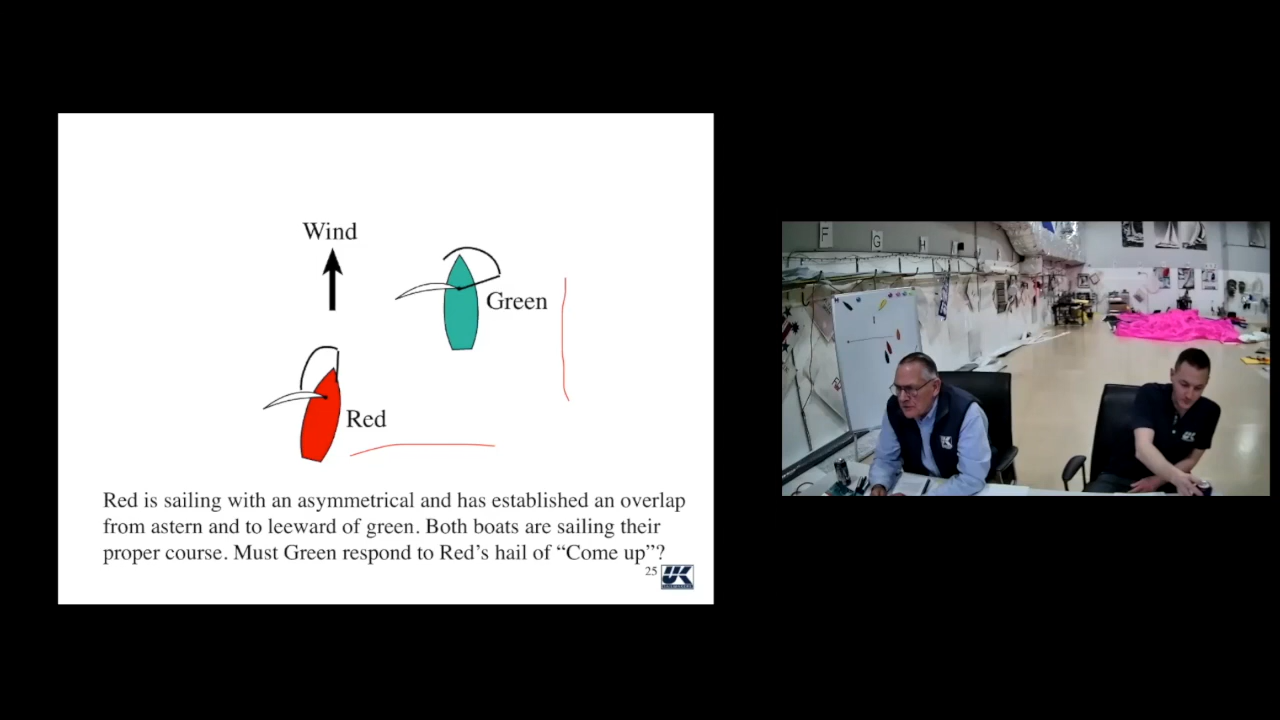 Wind
Green
Red
Red is sailing with an asymmetrical and has established an overlap
from astern and to leeward of green. Both boats are sailing their
proper course. Must Green respond to Red's hail of “Come up”?
25
UK
F
G
H